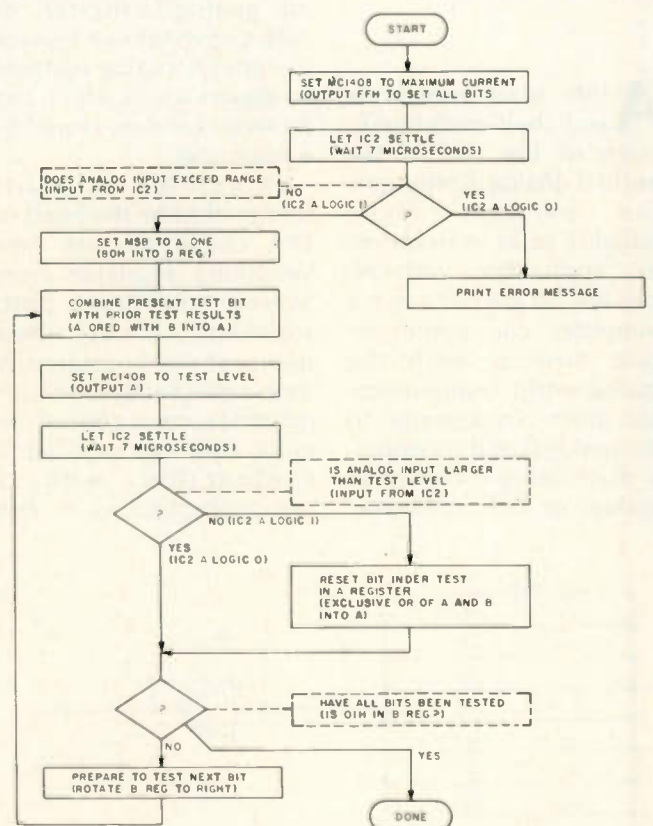 START
SET MC1408 TO MAXIMUM CURRENT
(OUTPUT FFH TO SET ALL BITS
LET IC2 SETTLE
(WAIT 7 MICROSECONDS)
DOES ANALOG INPUT EXCEED RANGE
(INPUT FROM IC2)
NO
(IC2 A LOGIC 1)
?
YES
(IC2 A LOGIC 0)
SET MSB TO A ONE
(80H INTO B REG.)
PRINT ERROR MESSAGE
COMBINE PRESENT TEST BIT
WITH PRIOR TEST RESULTS
(A ORED WITH B INTO A)
SET MC1408 TO TEST LEVEL
(OUTPUT A)
LET IC2 SETTLE
(WAIT 7 MICROSECONDS)
IS ANALOG INPUT LARGER
THAN TEST LEVEL
(INPUT FROM IC2)
?
NO (IC2 A LOGIC 1)
YES
(IC2 A LOGIC 0)
RESET BIT INDER TEST
IN A REGISTER
(EXCLUSIVE OR OF A AND B
INTO A)
?
HAVE ALL BITS BEEN TESTED
(IS 01H IN B REG?)
NO
YES
PREPARE TO TEST NEXT BIT
(ROTATE B REG TO RIGHT)
DONE